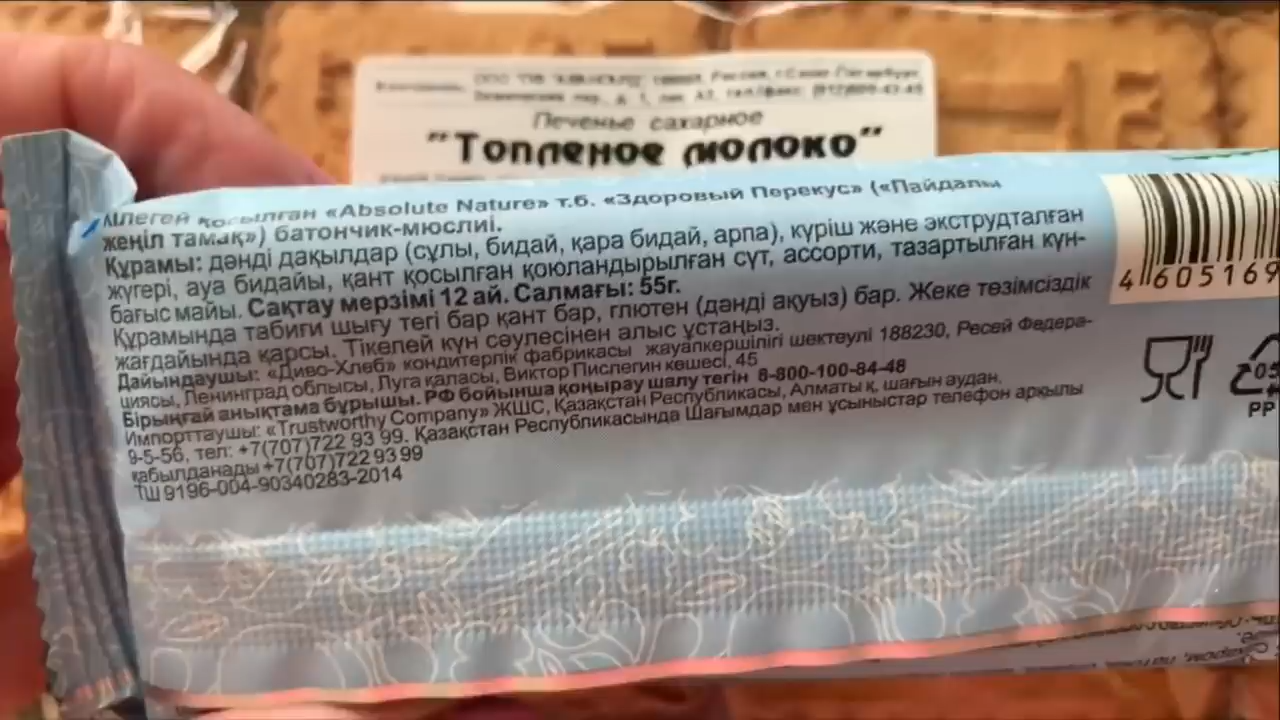 Печенье сахарное
"Топленое молоко"
қосылған «Absolute Nature» т.б. «Здоровый Перекус» («Пайдалы
жеңіл тамақ») батончик-мюслиі.
Құрамы: дәнді дақылдар (сұлы, бидай, қара бидай, арпа), күріш және экструдталған
жүгері, ауа бидайы, қант қосылған қоюландырылған сүт, ассорти, тазартылған күн-
бағыс майы. Сақтау мерзімі 12 ай. Салмағы: 55г.
Құрамында табиғи шығу тегі бар қант бар, глютен (дәнді ақуыз) бар. Жеке төзімсіздік
жағдайында қарсы. Тікелей күн сәулесінен алыс ұстаңыз.
Дайындаушы: «Диво-Хлеб» кондитерлік фабрикасы жауапкершілігі шектеулі 188230, Ресей Федера-
циясы, Ленинград облысы, Луга қаласы, Виктор Пислегин көшесі, 45
Бірыңғай анықтама бұрышы. РФ бойынша қоңырау шалу тегін 8-800-100-84-48
Импорттаушы: «Trustworthy Company» ЖШС, Қазақстан Республикасы, Алматы қ, шағын аудан,
9-5-56, тел: +7(707)722 93 99. Қазақстан Республикасында Шағымдар мен ұсыныстар телефон арқылы
қабылданады +7(707)722 93 99
ТШ 9196-004-90340283-2014
4 605169
05
PP